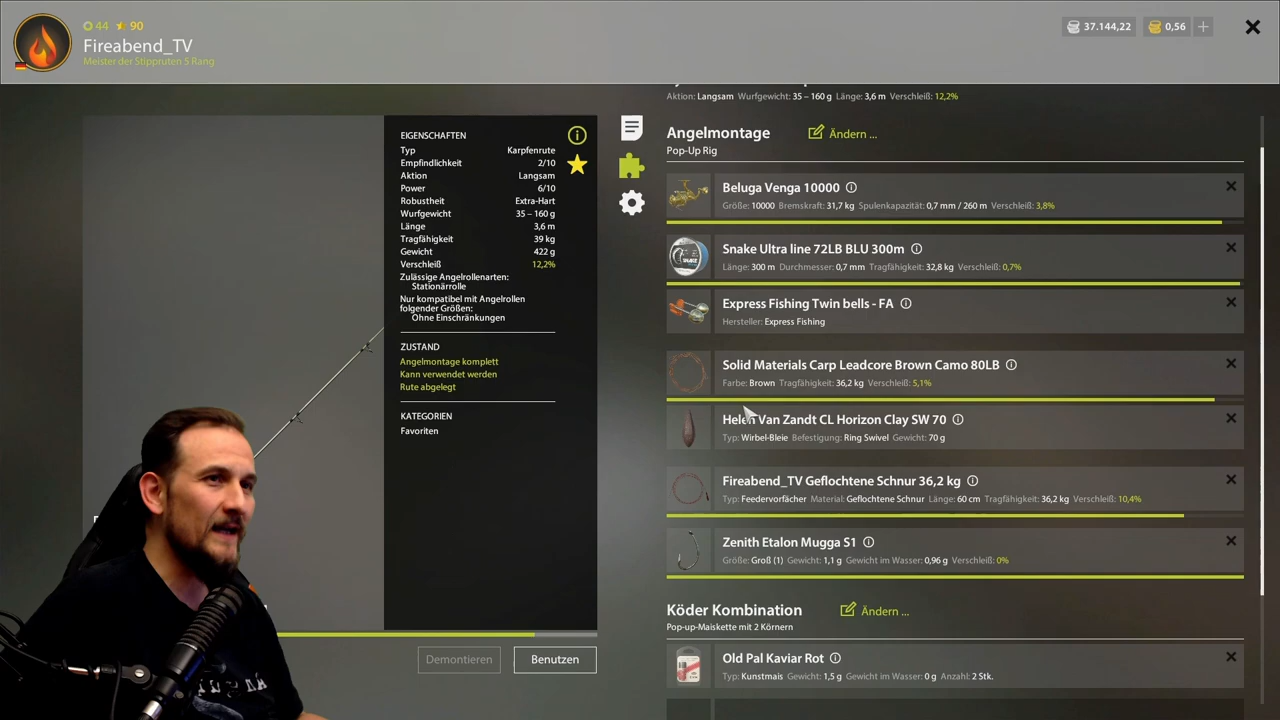 44 90
Fireabend_TV
Meister der Stippruten 5 Rang
37.144,22
0,56
EIGENSCHAFTEN
Typ Karpfenrute
Empfindlichkeit 2/10
Aktion Langsam
Power 6/10
Robustheit Extra-Hart
Wurfgewicht 35 – 160 g
Länge 3,6 m
Tragfähigkeit 39 kg
Gewicht 422 g
Verschleiß 12,2%
Zulässige Angelrollenarten:
Stationärrolle
Nur kompatibel mit Angelrollen
folgender Größen:
Ohne Einschränkungen
ZUSTAND
Angelmontage komplett
Kann verwendet werden
Rute abgelegt
KATEGORIEN
Favoriten
Demontieren
Benutzen
Aktion: Langsam Wurfgewicht: 35 – 160 g Länge: 3,6 m Verschleiß: 12,2%
Angelmontage Ändern ...
Pop-Up Rig
Beluga Venga 10000
Größe: 10000 Bremskraft: 31,7 kg Spulenkapazität: 0,7 mm / 260 m Verschleiß: 3,8%
Snake Ultra line 72LB BLU 300m
Länge: 300 m Durchmesser: 0,7 mm Tragfähigkeit: 32,8 kg Verschleiß: 0,7%
Express Fishing Twin bells - FA
Hersteller: Express Fishing
Solid Materials Carp Leadcore Brown Camo 80LB
Farbe: Brown Tragfähigkeit: 36,2 kg Verschleiß: 5,1%
Helen Van Zandt CL Horizon Clay SW 70
Typ: Wirbel-Bleie Befestigung: Ring Swivel Gewicht: 70 g
Fireabend_TV Geflochtene Schnur 36,2 kg
Typ: Feedervorfächer Material: Geflochtene Schnur Länge: 60 cm Tragfähigkeit: 36,2 kg Verschleiß: 10,4%
Zenith Etalon Mugga S1
Größe: Groß (1) Gewicht: 1,1 g Gewicht im Wasser: 0,96 g Verschleiß: 0%
Köder Kombination Ändern ...
Pop-up-Maiskette mit 2 Körnern
Old Pal Kaviar Rot
Typ: Kunstmais Gewicht: 1,5 g Gewicht im Wasser: 0 g Anzahl: 2 Stk.